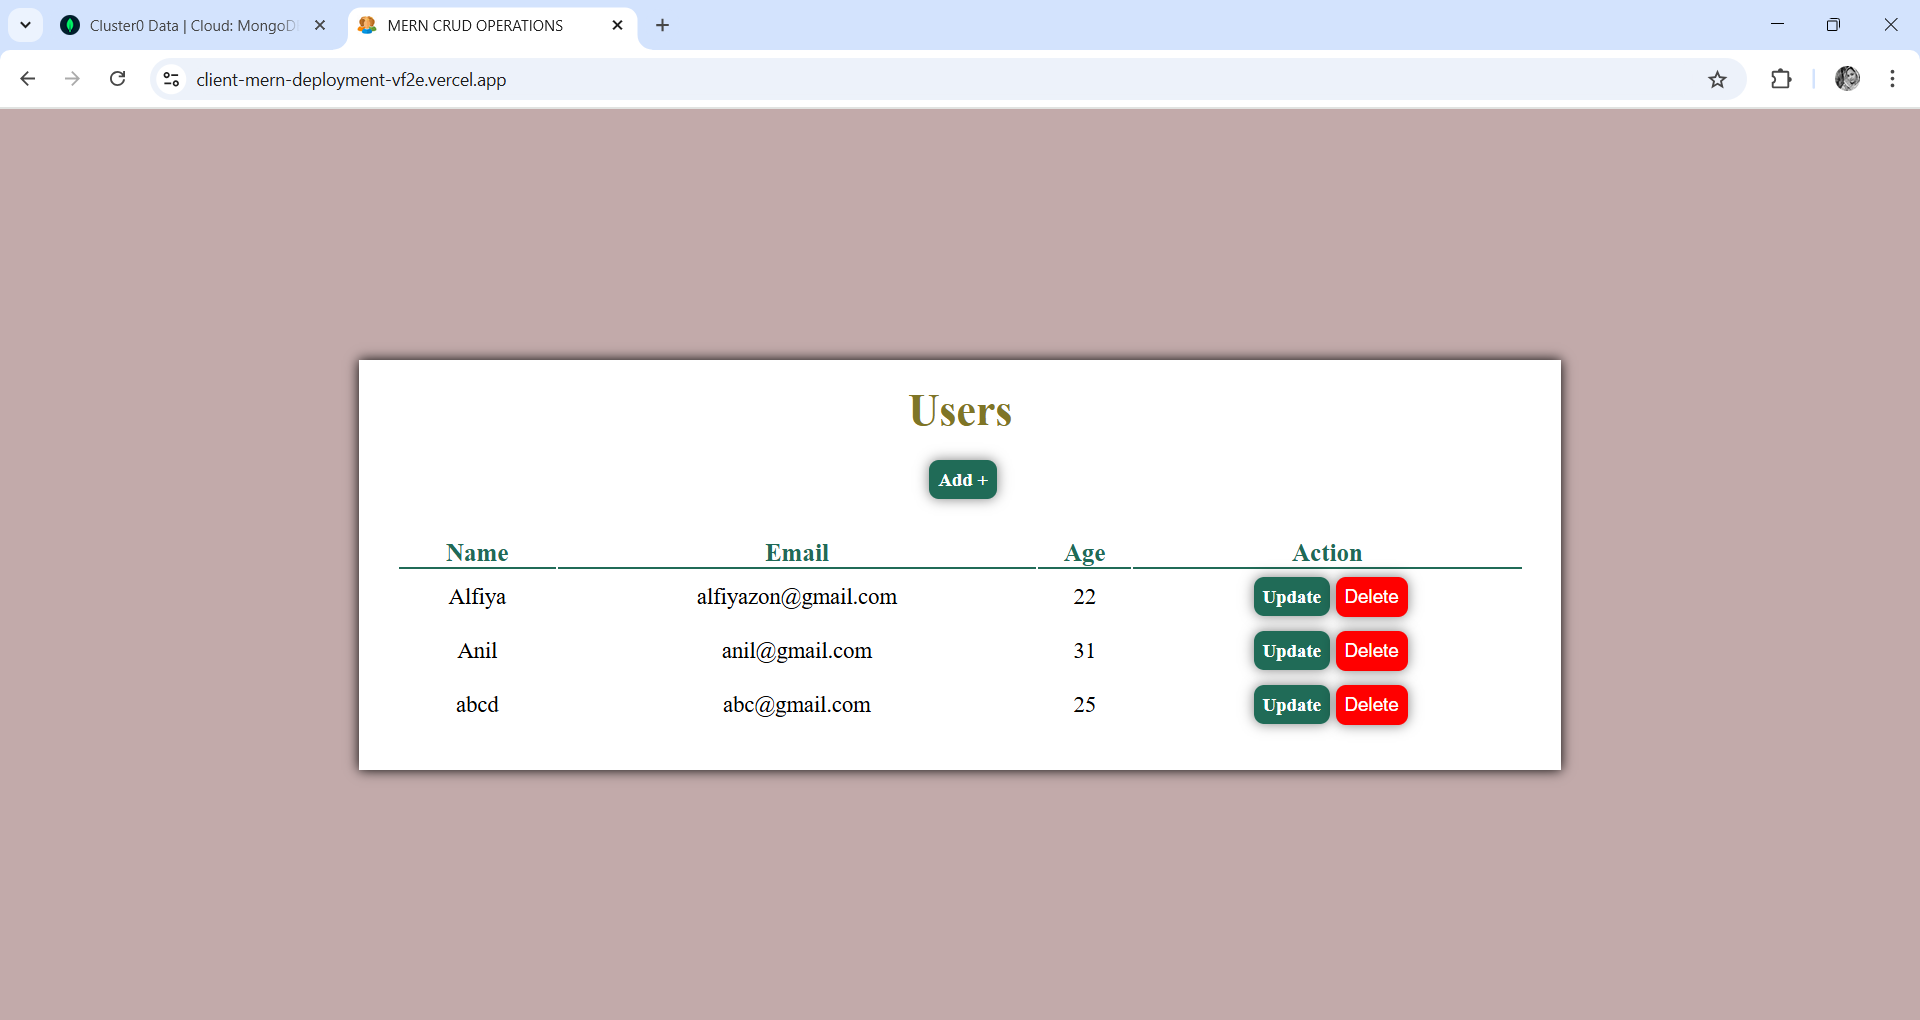 Cluster0 Data | Cloud: MongoD
MERN CRUD OPERATIONS
client-mern-deployment-vf2e.vercel.app
Users
Add +
Name Email Age Action
Alfiya alfiyazon@gmail.com 22 Update Delete
Anil anil@gmail.com 31 Update Delete
abcd abc@gmail.com 25 Update Delete